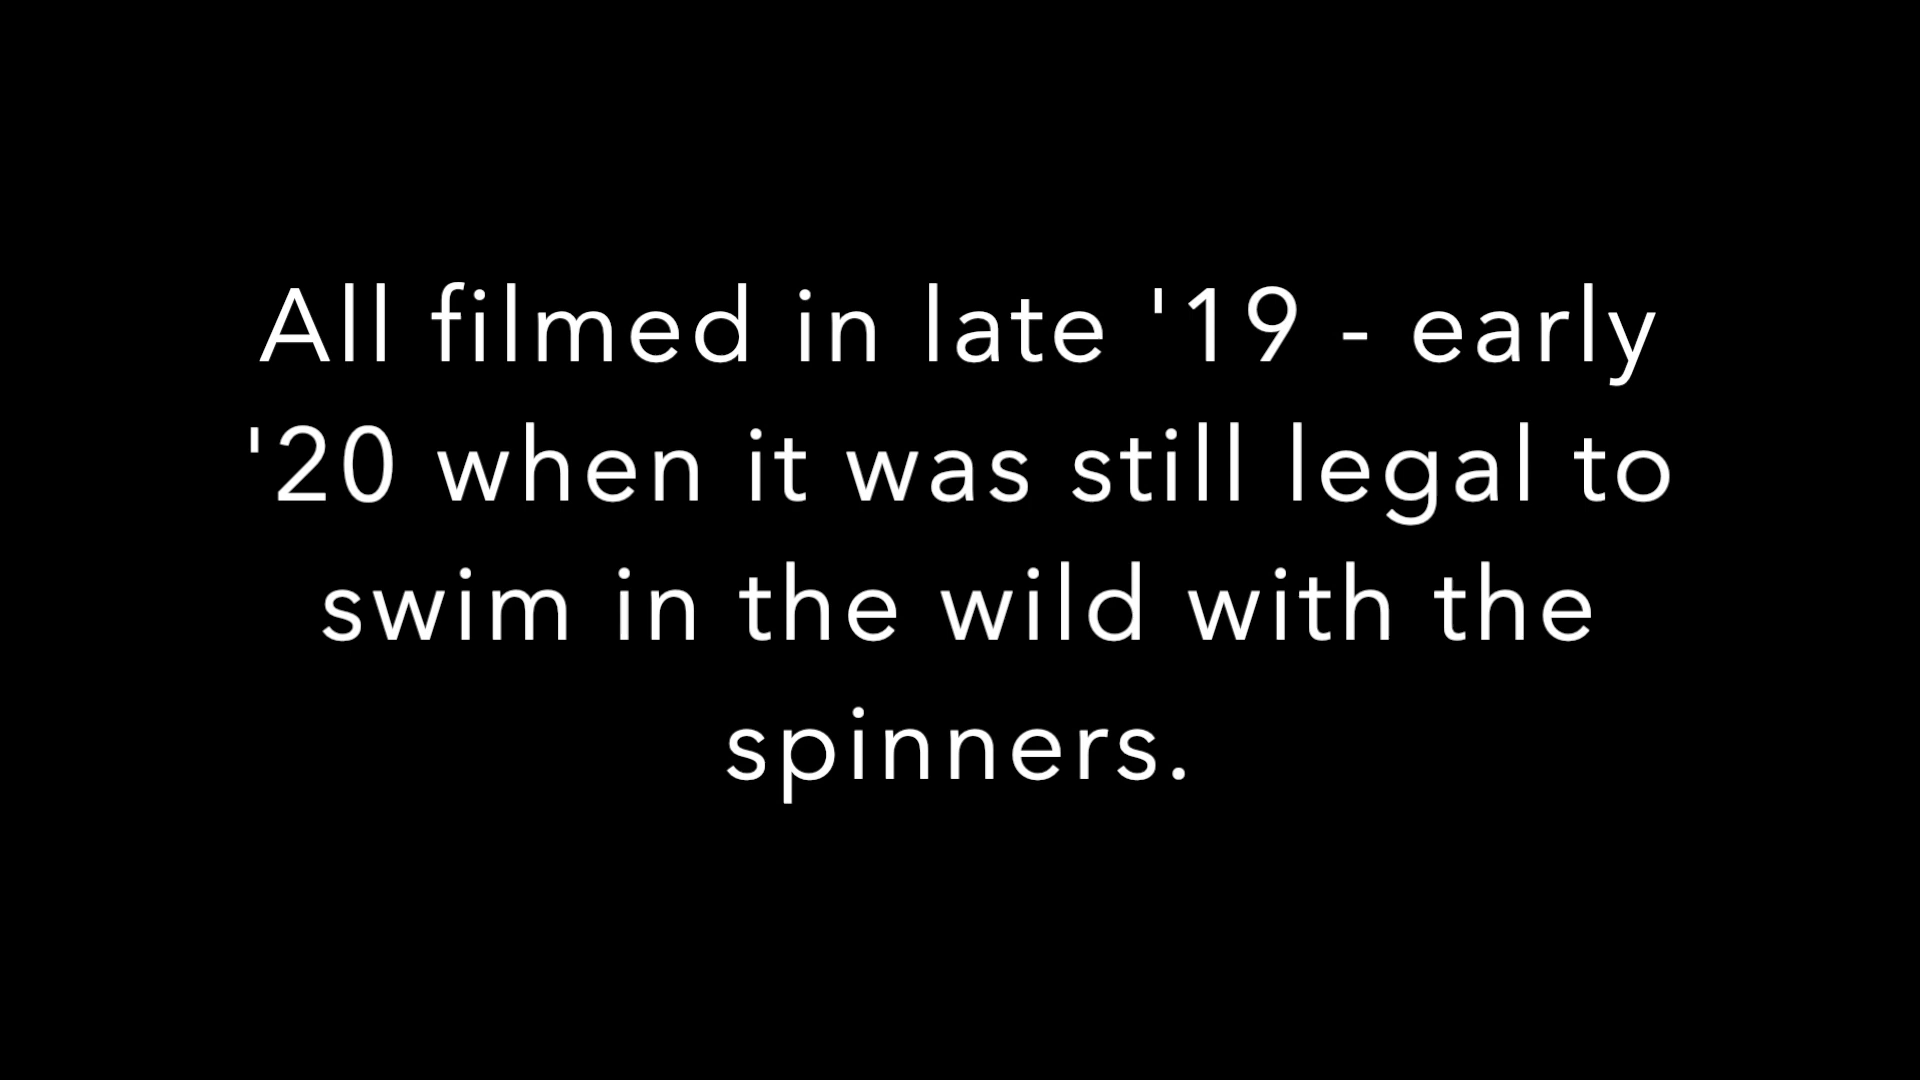 All filmed in late '19 - early
'20 when it was still legal to
swim in the wild with the
spinners.